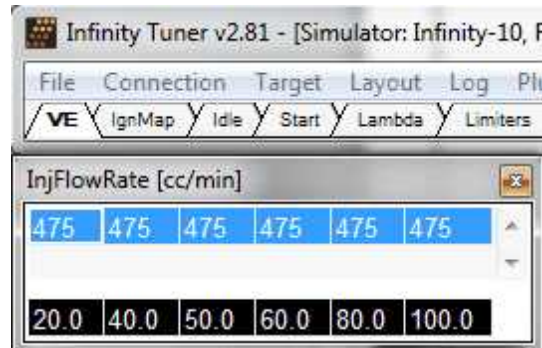 Infinity Tuner v2.81 - [Simulator: Infinity-10,
File Connection Target Layout Log
VE IgnMap Idle Start Lambda Limiters
InjFlowRate [cc/min]
475 475 475 475 475 475
20.0 40.0 50.0 60.0 80.0 100.0